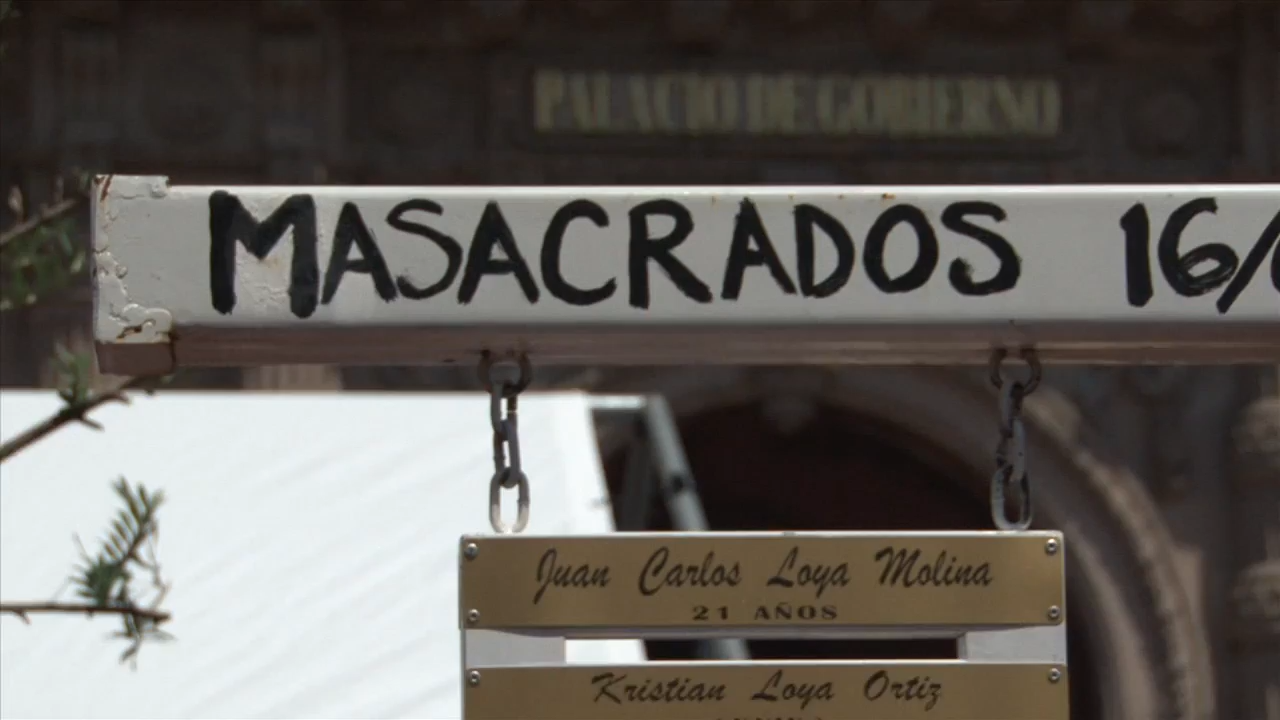 PALACIO DE GOBIERNO
MASACRADOS 16/
Juan Carlos Loya Molina
21 AÑOS
Kristian Loya Ortiz